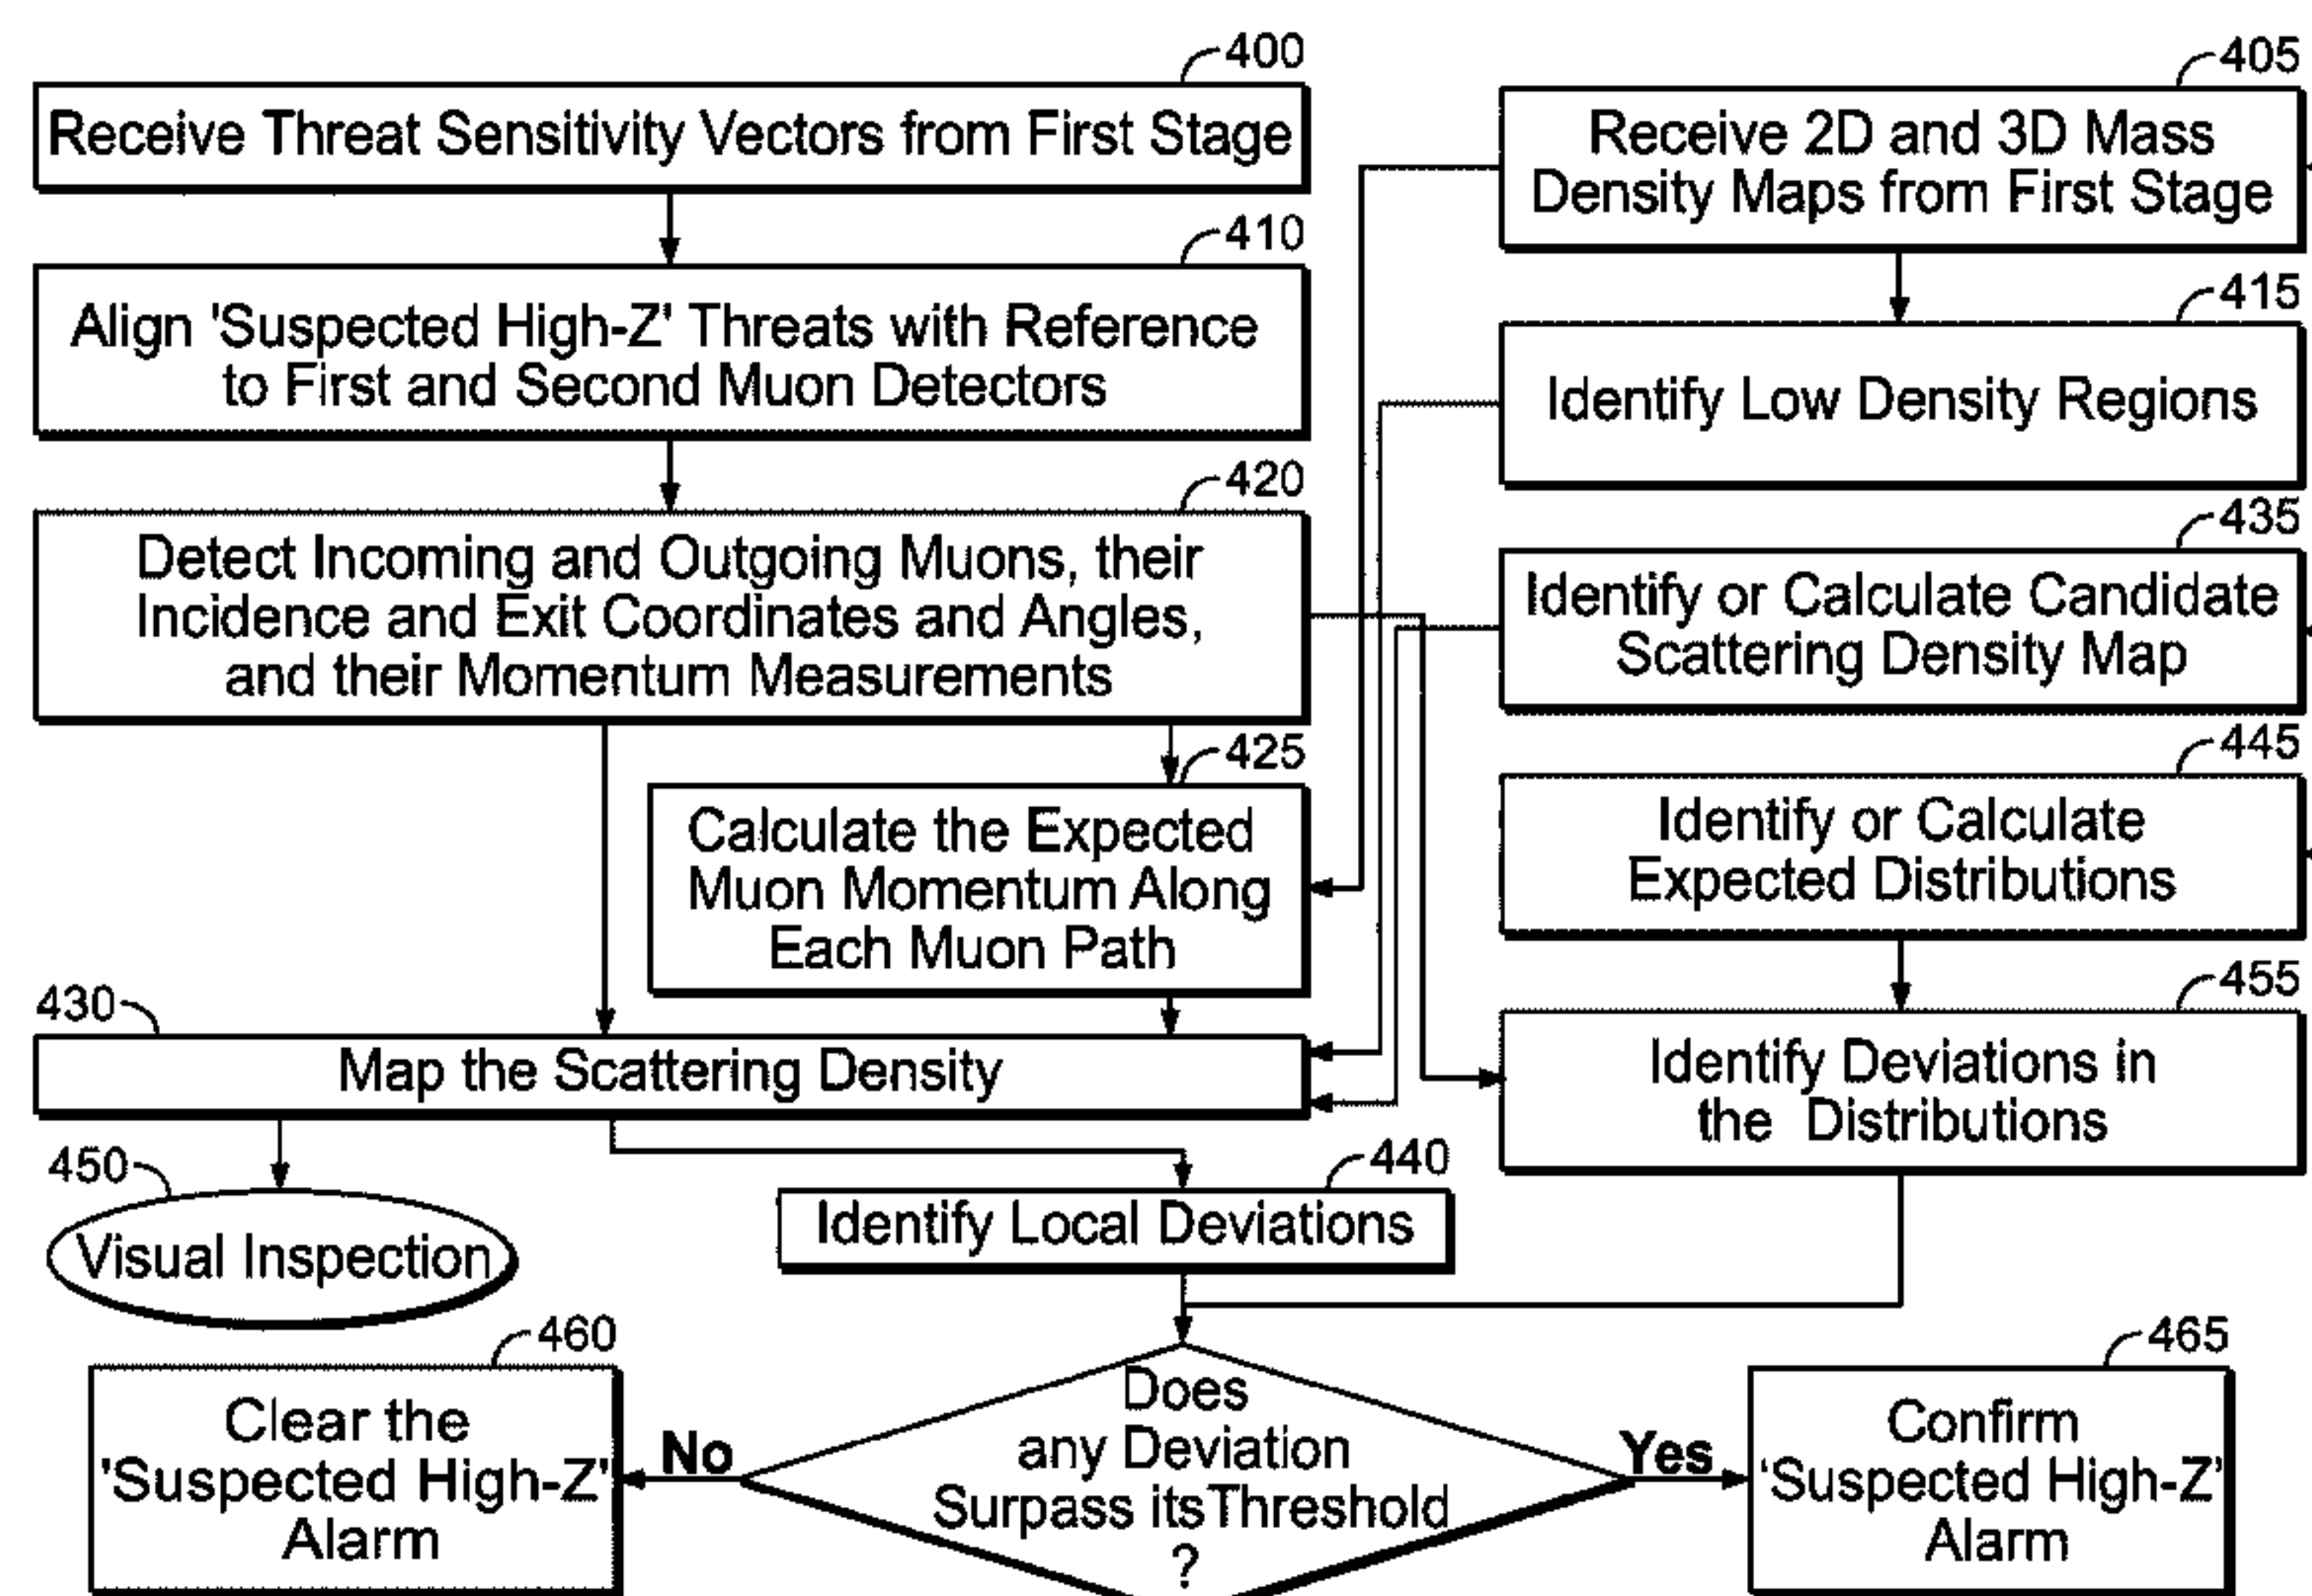 400
Receive Threat Sensitivity Vectors from First Stage
405
Receive 2D and 3D Mass
Density Maps from First Stage
410
Align 'Suspected High-Z' Threats with Reference
to First and Second Muon Detectors
415
Identify Low Density Regions
420
Detect Incoming and Outgoing Muons, their
Incidence and Exit Coordinates and Angles,
and their Momentum Measurements
435
Identify or Calculate Candidate
Scattering Density Map
425
Calculate the Expected
Muon Momentum Along
Each Muon Path
445
Identify or Calculate
Expected Distributions
430
Map the Scattering Density
455
Identify Deviations in
the Distributions
450
Visual Inspection
440
Identify Local Deviations
460
Clear the
'Suspected High-Z'
Alarm
No
Does
any Deviation
Surpass itsThreshold
?
Yes
465
Confirm
'Suspected High-Z'
Alarm